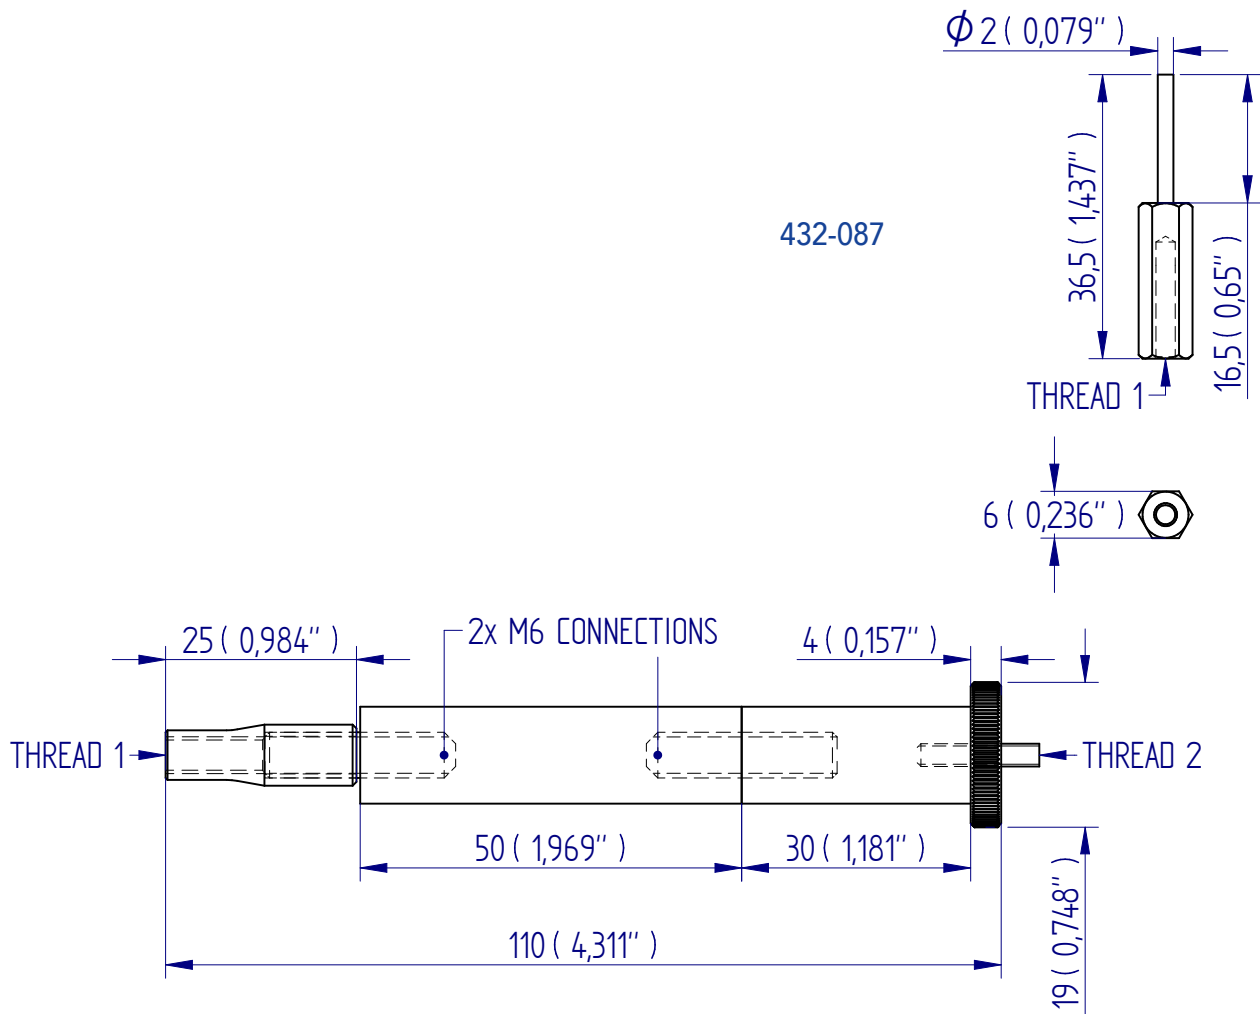 ϕ 2 ( 0,079'' )
36,5 ( 1,437'' )
432-087
16,5 ( 0,65'' )
THREAD 1
6 ( 0,236'' )
25 ( 0,984'' )
2x M6 CONNECTIONS
4 ( 0,157'' )
THREAD 1
THREAD 2
50 ( 1,969'' )
30 ( 1,181'' )
19 ( 0,748'' )
110 ( 4,311'' )